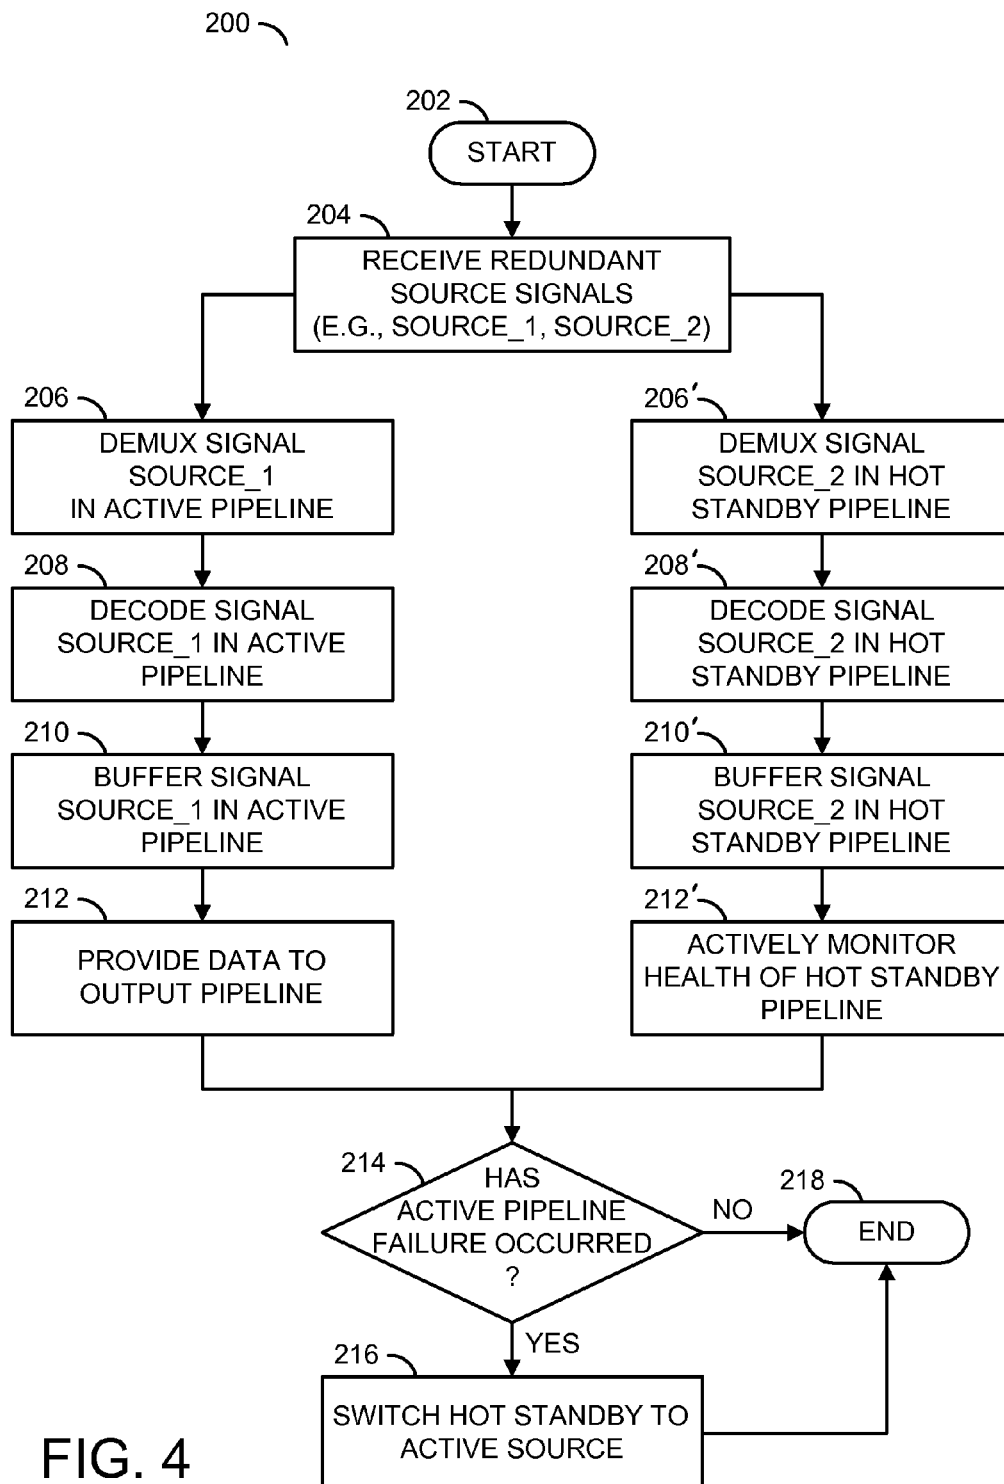 200
202
START
204
RECEIVE REDUNDANT
SOURCE SIGNALS
(E.G., SOURCE_1, SOURCE_2)
206
DEMUX SIGNAL
SOURCE_1
IN ACTIVE PIPELINE
206′
DEMUX SIGNAL
SOURCE_2 IN HOT
STANDBY PIPELINE
208
DECODE SIGNAL
SOURCE_1 IN ACTIVE
PIPELINE
208′
DECODE SIGNAL
SOURCE_2 IN HOT
STANDBY PIPELINE
210
BUFFER SIGNAL
SOURCE_1 IN ACTIVE
PIPELINE
210′
BUFFER SIGNAL
SOURCE_2 IN HOT
STANDBY PIPELINE
212
PROVIDE DATA TO
OUTPUT PIPELINE
212′
ACTIVELY MONITOR
HEALTH OF HOT STANDBY
PIPELINE
214
HAS
ACTIVE PIPELINE
FAILURE OCCURRED
?
NO
218
END
YES
216
SWITCH HOT STANDBY TO
ACTIVE SOURCE
FIG. 4